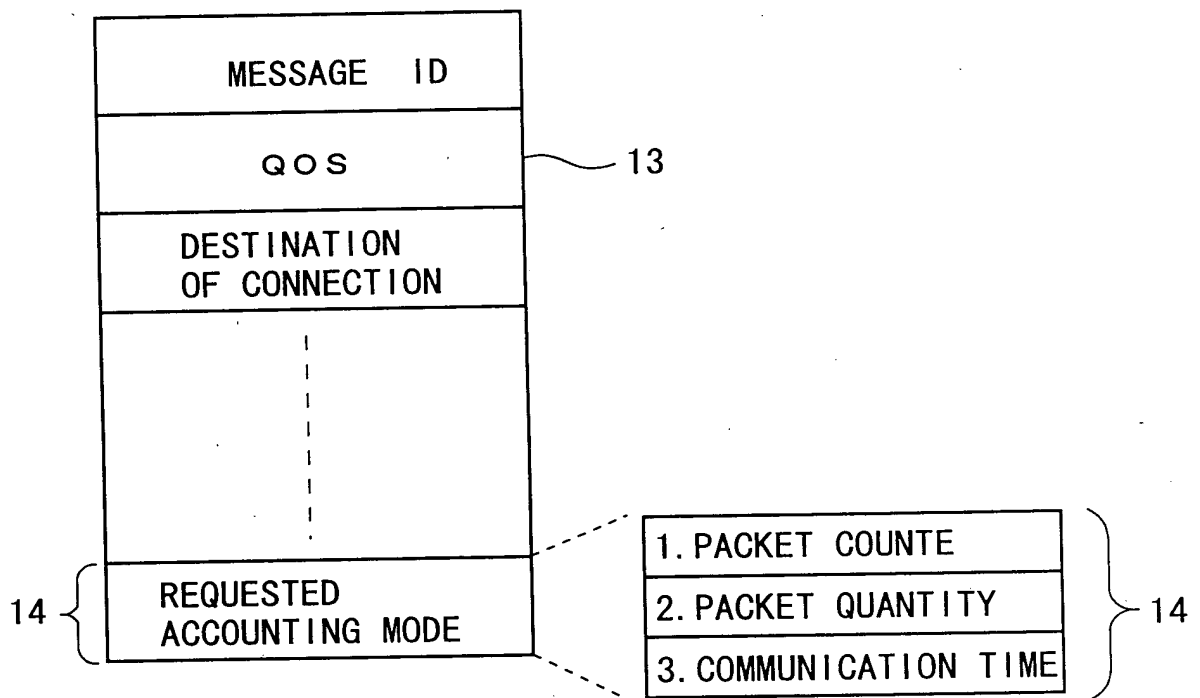 MESSAGE ID
QOS
13
DESTINATION
OF CONNECTION
14
REQUESTED
ACCOUNTING MODE
1. PACKET COUNTE
2. PACKET QUANTITY
3. COMMUNICATION TIME
14